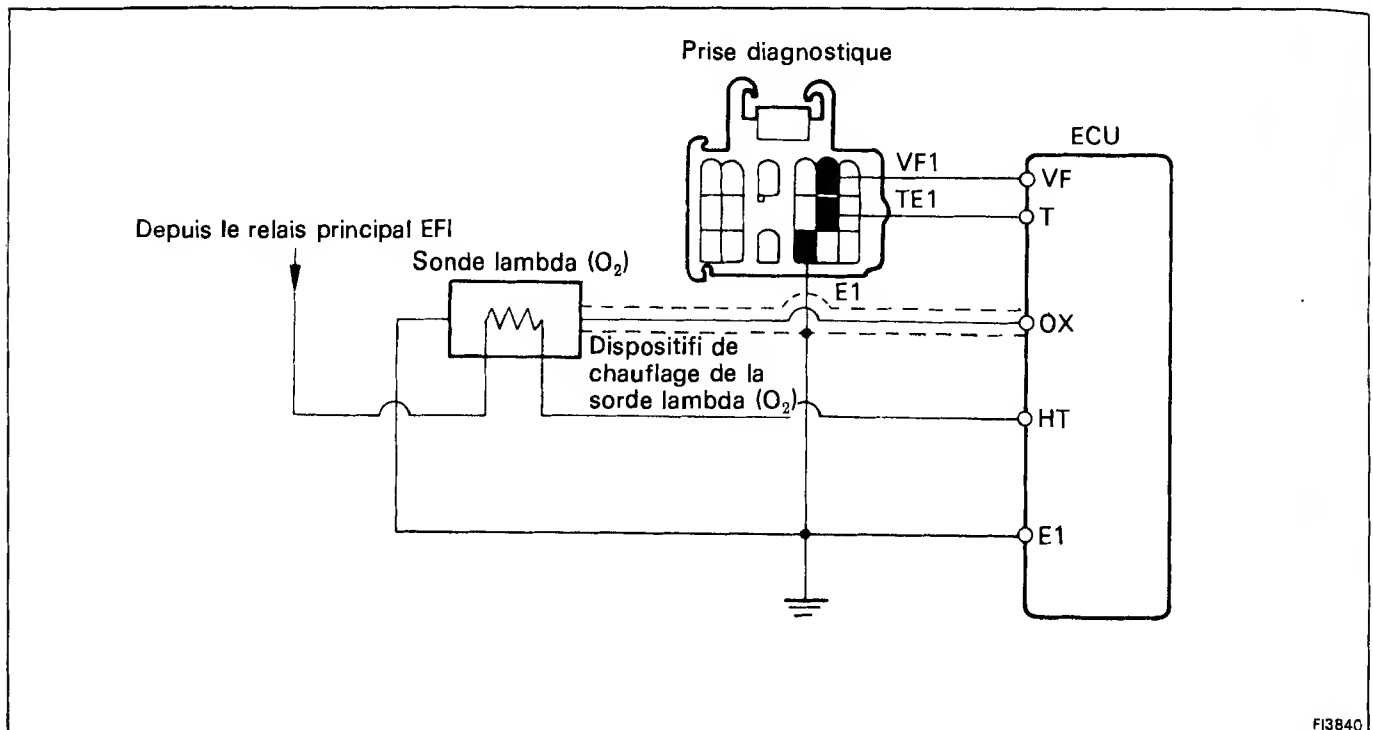 Prise diagnostique
ECU
VF1
VF
TE1
T
Depuis le relais principal EFI
Sonde lambda (O₂)
E1
OX
Dispositifi de
chauflage de la
sorde lambda (O₂)
HT
E1
FI3840